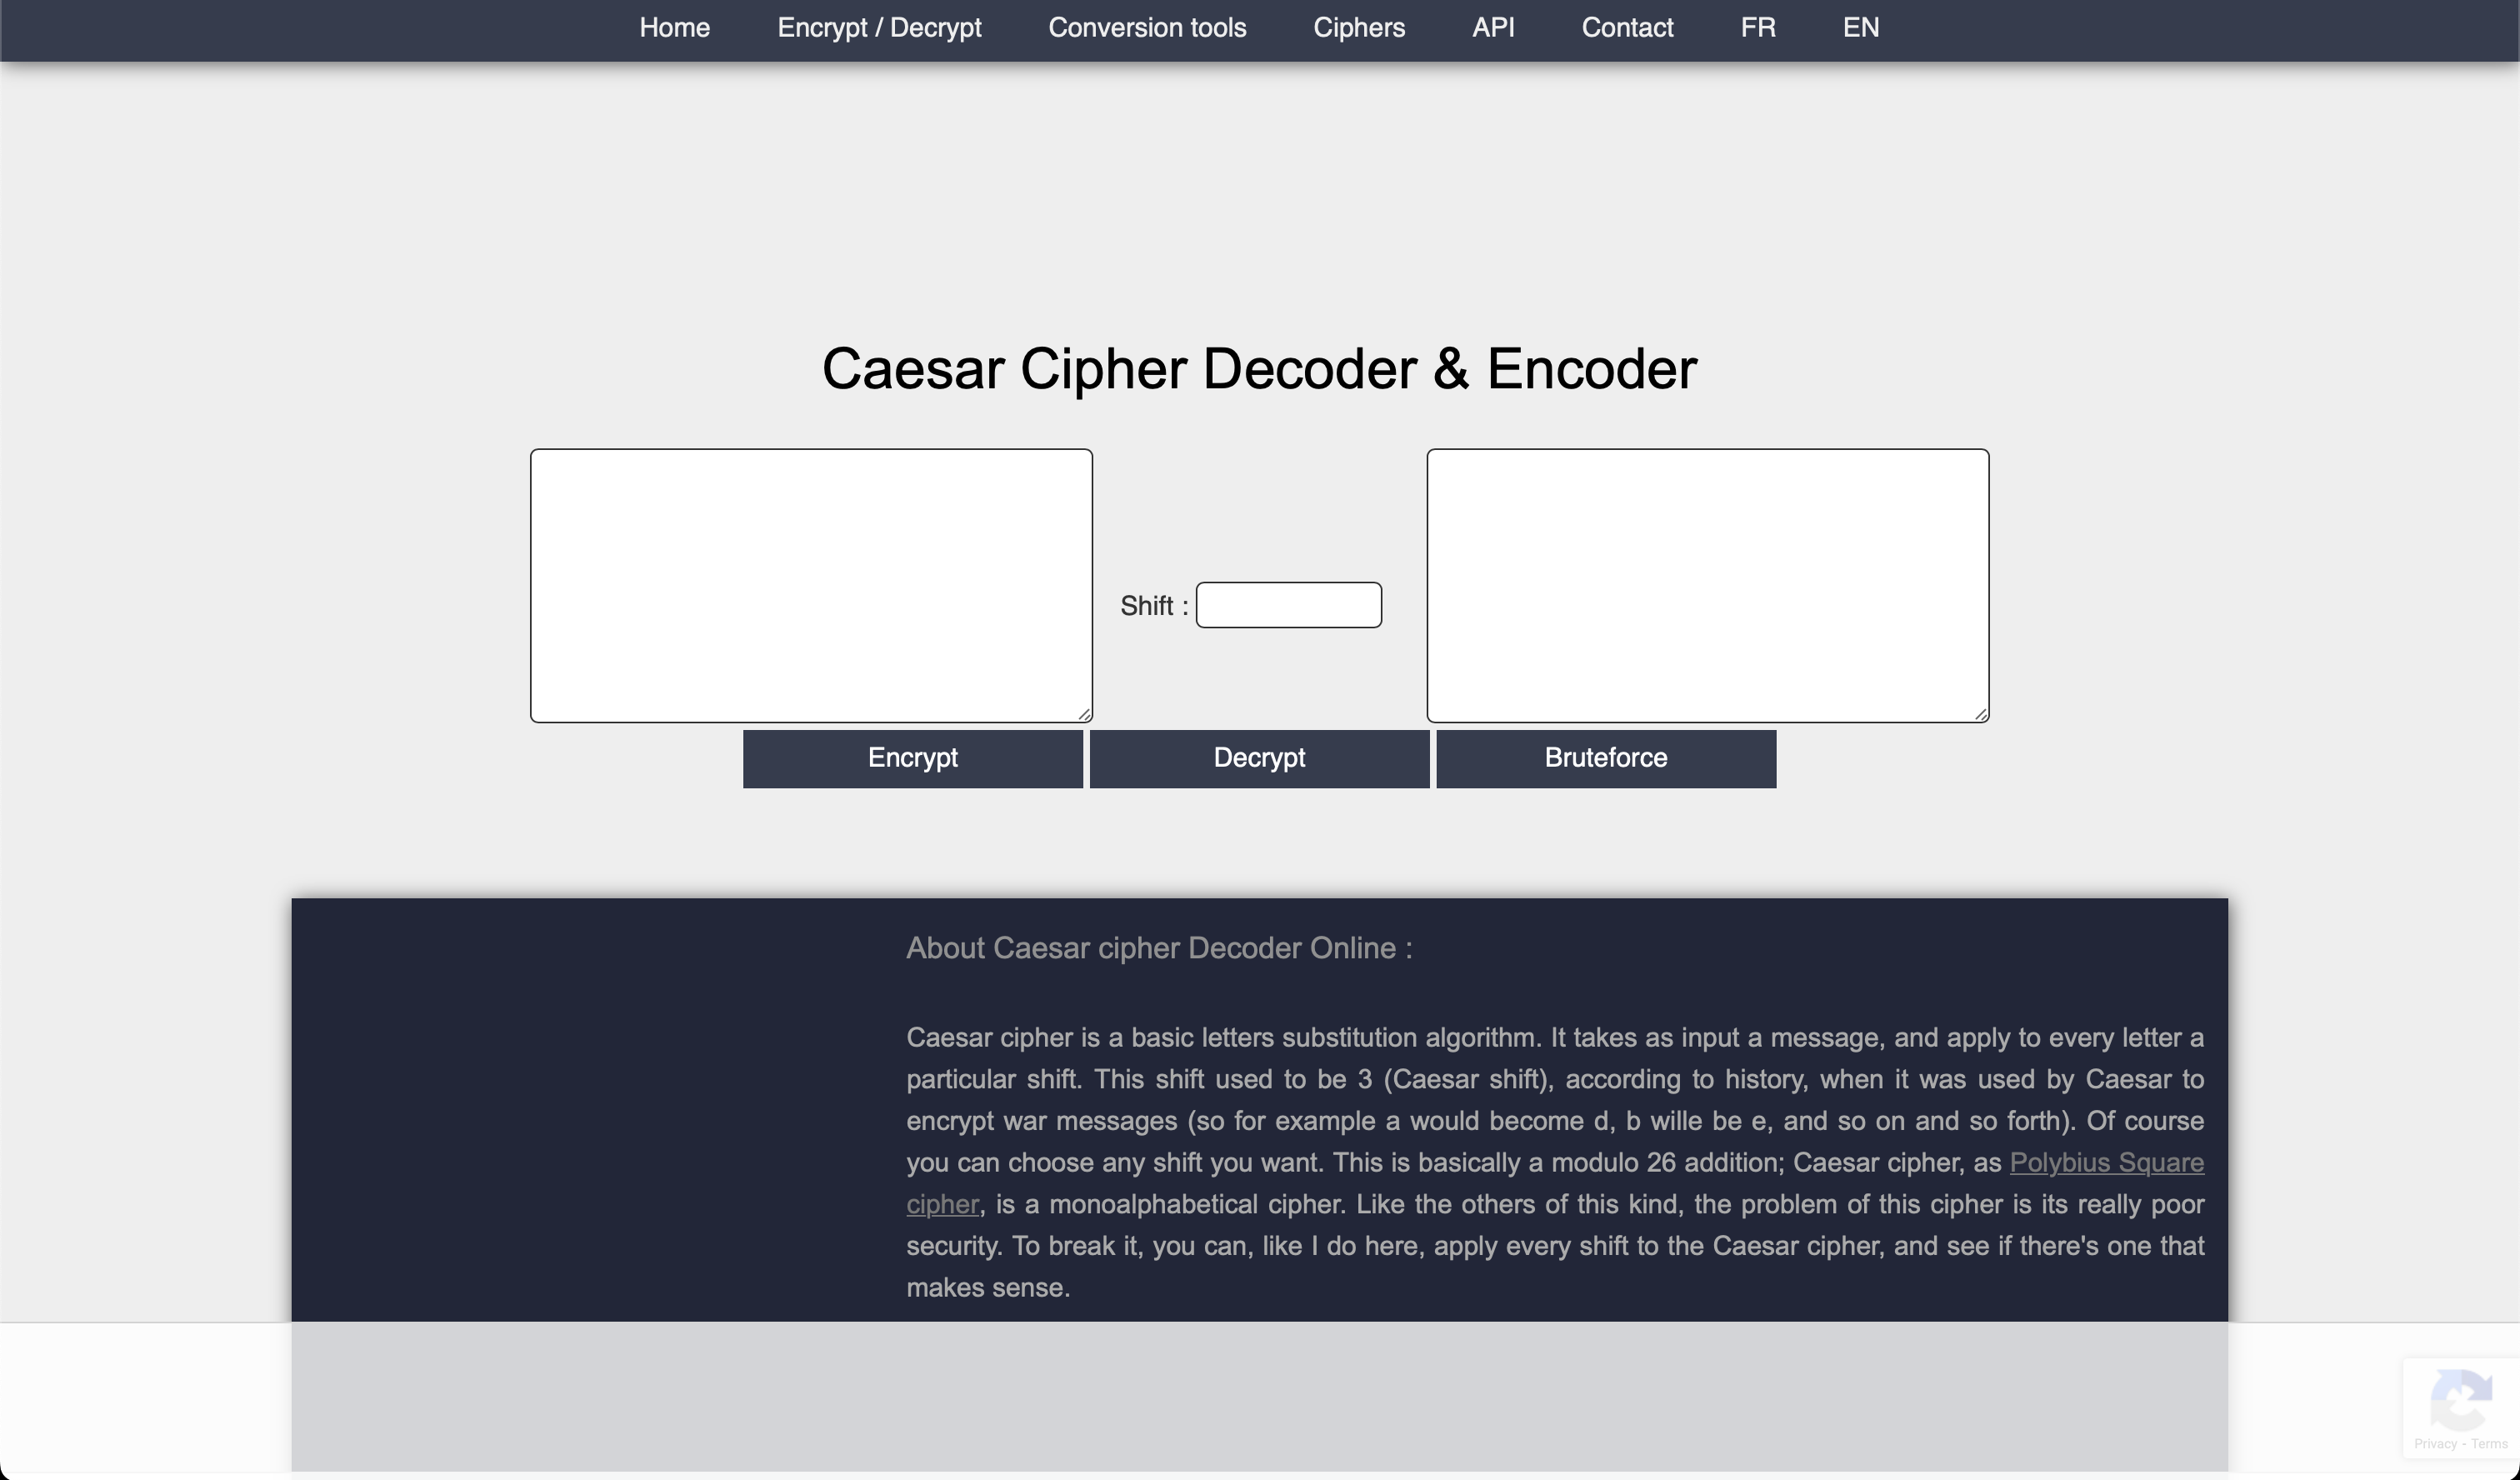 Home Encrypt / Decrypt Conversion tools Ciphers API Contact FR EN
Caesar Cipher Decoder & Encoder
Shift :
Encrypt Decrypt Bruteforce
About Caesar cipher Decoder Online :
Caesar cipher is a basic letters substitution algorithm. It takes as input a message, and apply to every letter a
particular shift. This shift used to be 3 (Caesar shift), according to history, when it was used by Caesar to
encrypt war messages (so for example a would become d, b wille be e, and so on and so forth). Of course
you can choose any shift you want. This is basically a modulo 26 addition; Caesar cipher, as Polybius Square
cipher, is a monoalphabetical cipher. Like the others of this kind, the problem of this cipher is its really poor
security. To break it, you can, like I do here, apply every shift to the Caesar cipher, and see if there's one that
makes sense.
Privacy - Terms